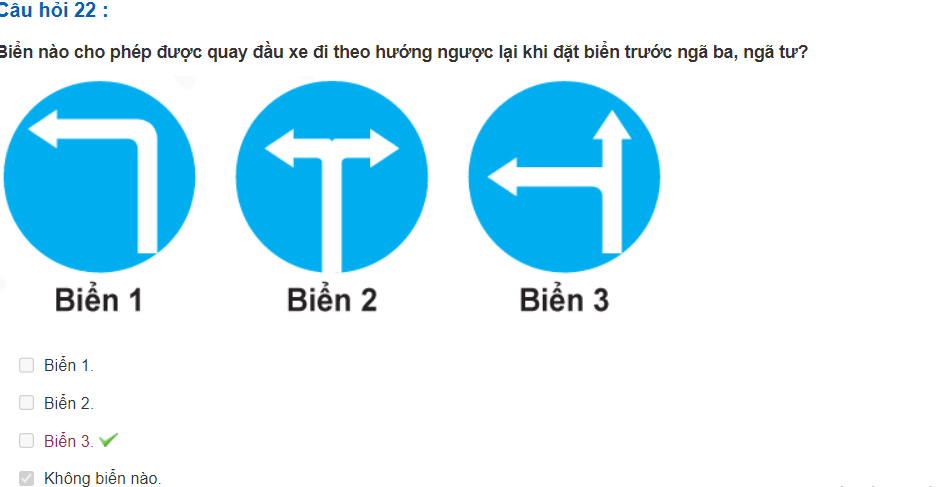 Câu hỏi 22 :
Biển nào cho phép được quay đầu xe đi theo hướng ngược lại khi đặt biển trước ngã ba, ngã tư?
Biển 1 Biển 2 Biển 3
Biển 1.
Biển 2.
Biển 3.
Không biển nào.